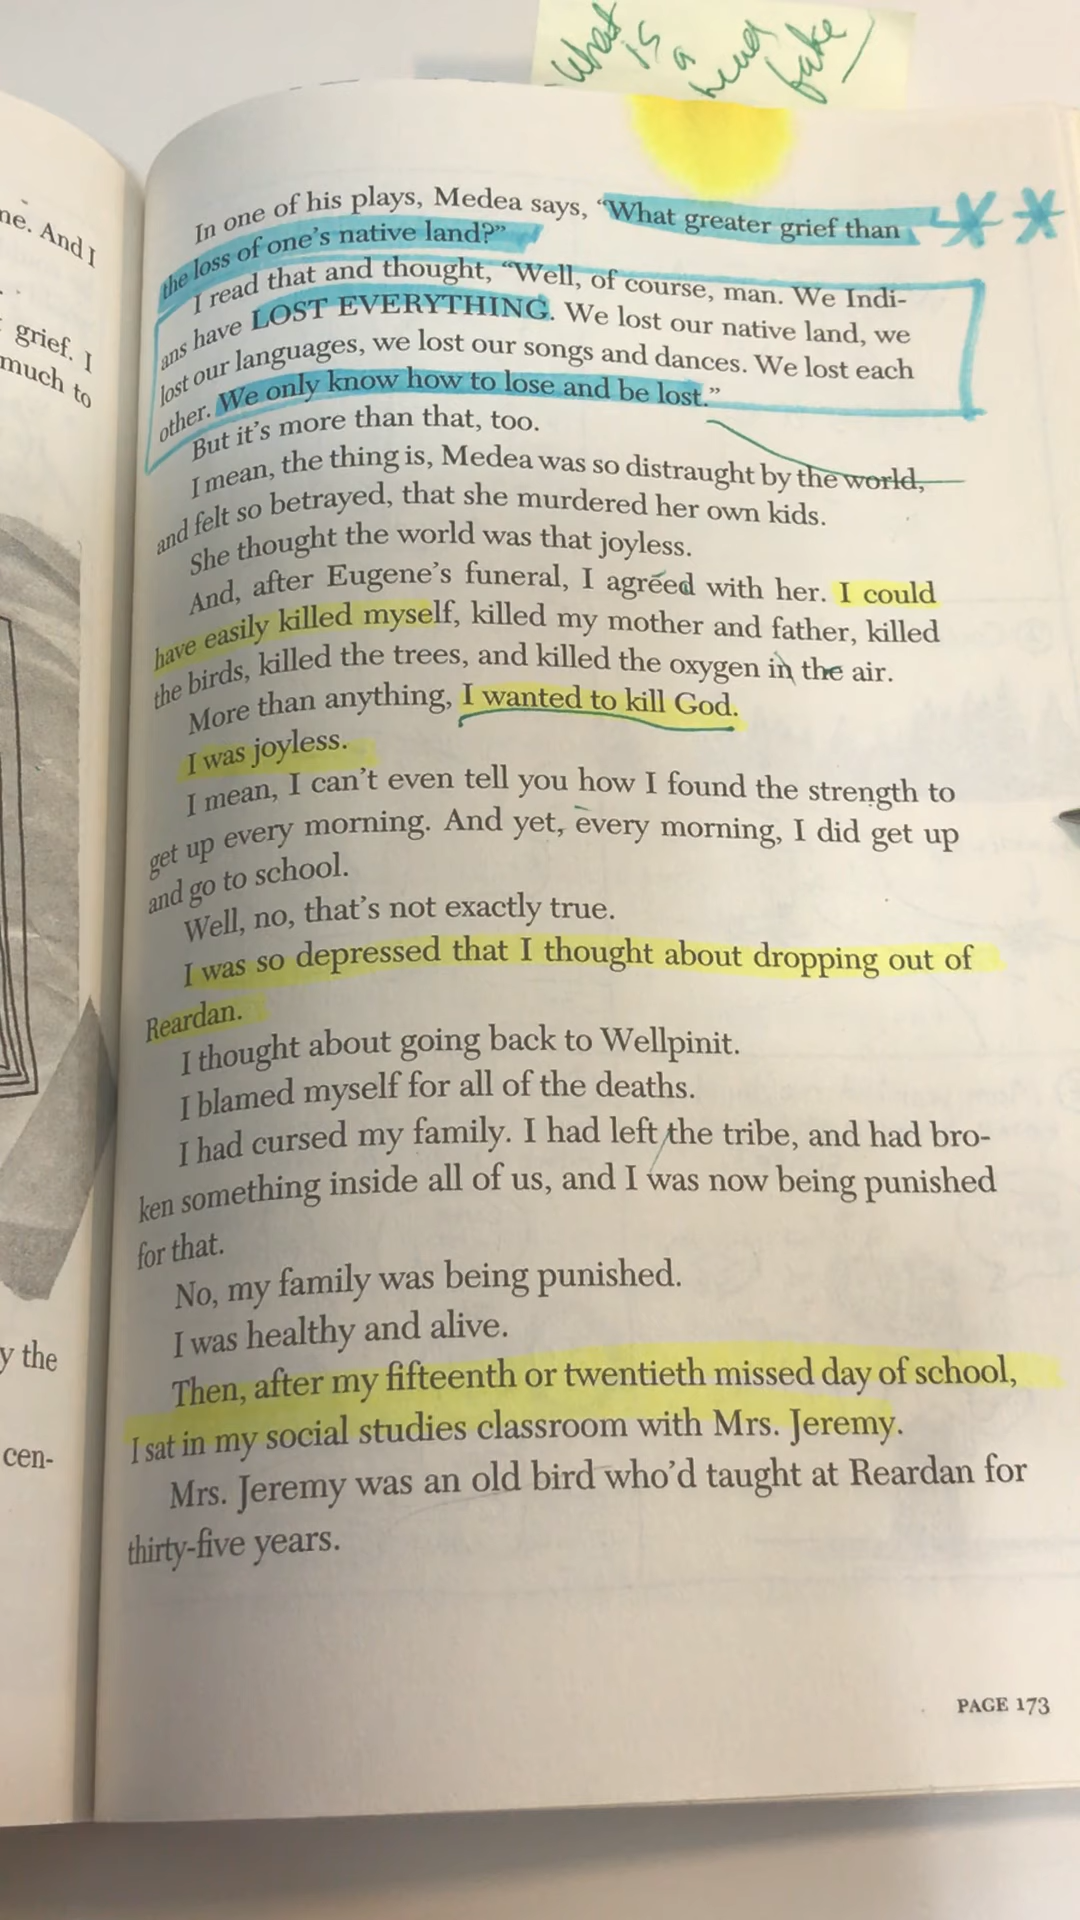 What is a head fake
ne. And I
grief. I
much to
y the
cen-
In one of his plays, Medea says, “What greater grief than
the loss of one’s native land?”
I read that and thought, “Well, of course, man. We Indi-
ans have LOST EVERYTHING. We lost our native land, we
lost our languages, we lost our songs and dances. We lost each
other. We only know how to lose and be lost.”
But it’s more than that, too.
I mean, the thing is, Medea was so distraught by the world,
and felt so betrayed, that she murdered her own kids.
She thought the world was that joyless.
And, after Eugene’s funeral, I agreed with her. I could
have easily killed myself, killed my mother and father, killed
the birds, killed the trees, and killed the oxygen in the air.
More than anything, I wanted to kill God.
I was joyless.
I mean, I can’t even tell you how I found the strength to
get up every morning. And yet, every morning, I did get up
and go to school.
Well, no, that’s not exactly true.
I was so depressed that I thought about dropping out of
Reardan.
I thought about going back to Wellpinit.
I blamed myself for all of the deaths.
I had cursed my family. I had left the tribe, and had bro-
ken something inside all of us, and I was now being punished
for that.
No, my family was being punished.
I was healthy and alive.
Then, after my fifteenth or twentieth missed day of school,
I sat in my social studies classroom with Mrs. Jeremy.
Mrs. Jeremy was an old bird who’d taught at Reardan for
thirty-five years.
PAGE 173